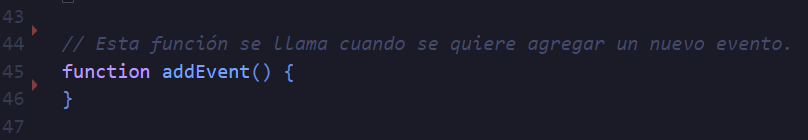 43
44 // Esta función se llama cuando se quiere agregar un nuevo evento.
45 function addEvent() {
46 }
47